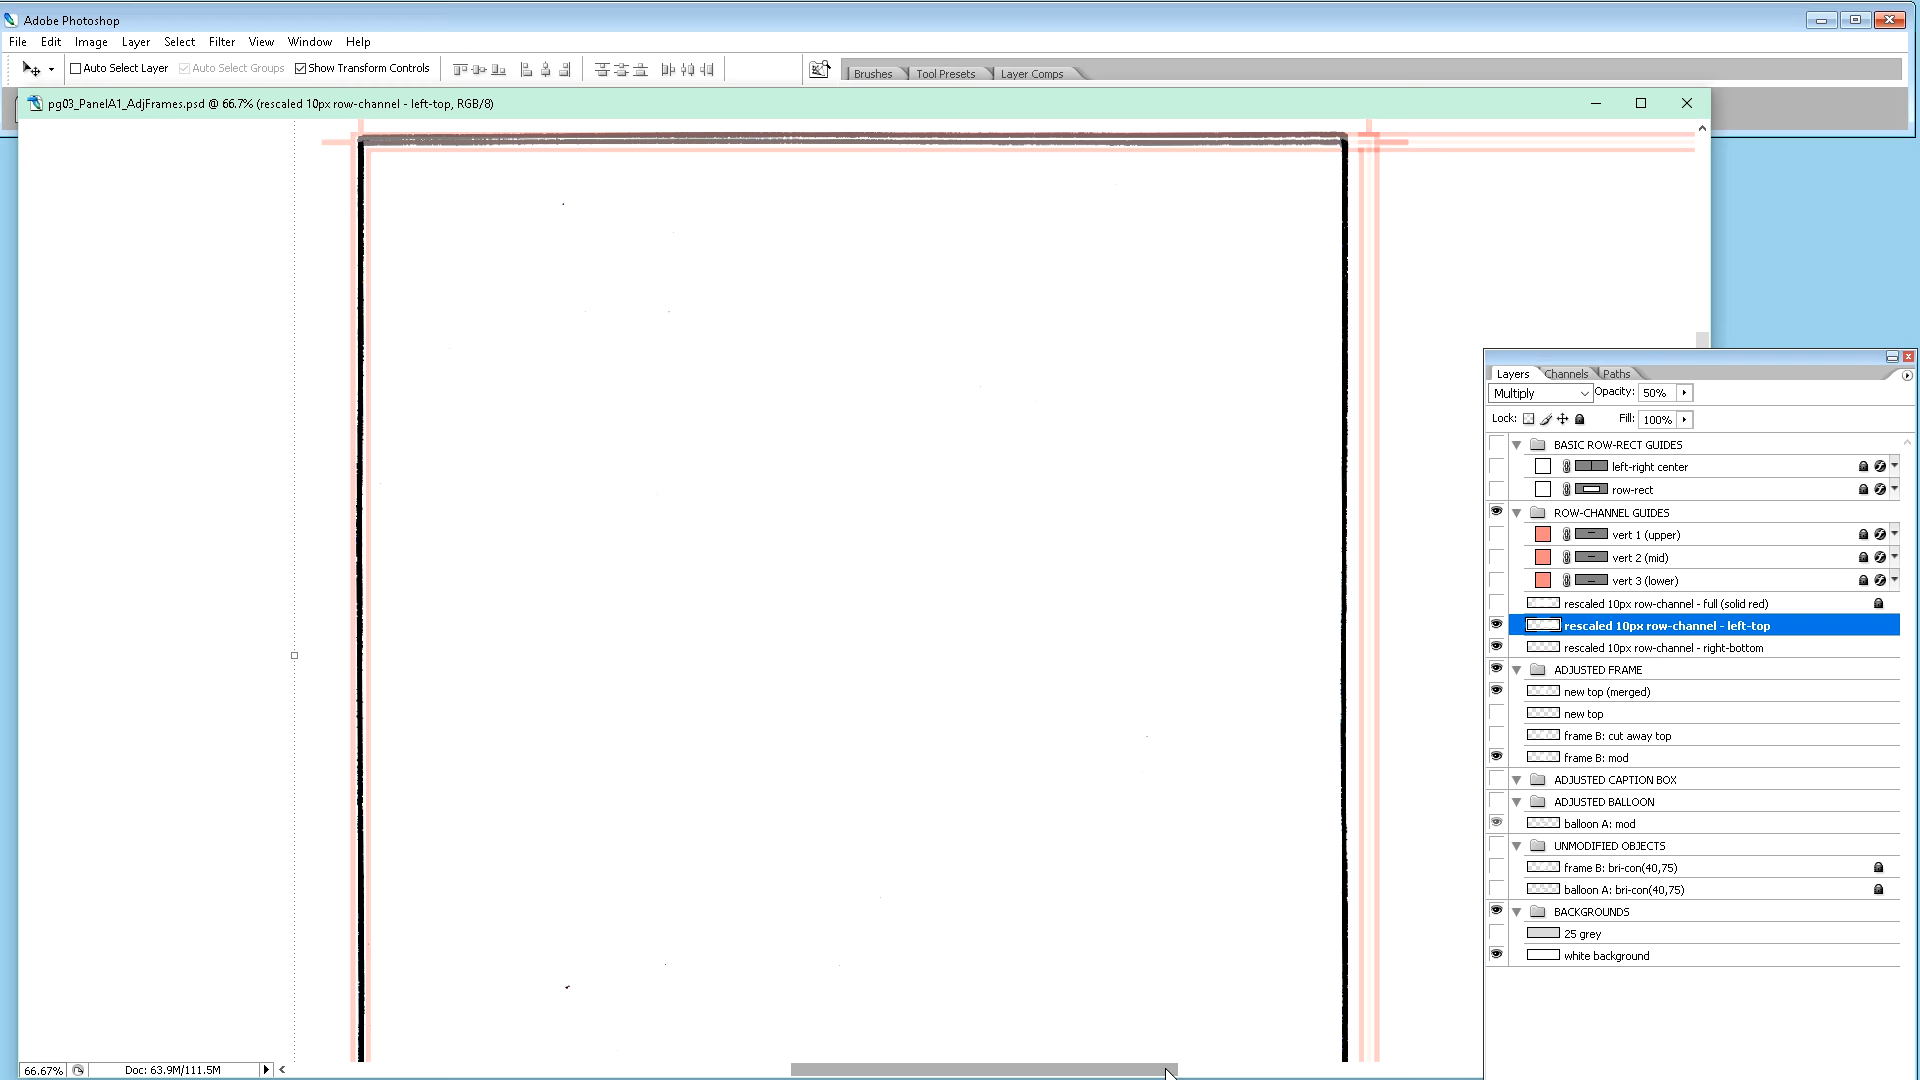 Adobe Photoshop
File Edit Image Layer Select Filter View Window Help
Auto Select Layer Auto Select Groups Show Transform Controls Brushes Tool Presets Layer Comps
pg03_PanelA1_AdjFrames.psd @ 66.7% (rescaled 10px row-channel - left-top, RGB/8)
Layers Channels Paths
Multiply Opacity: 50%
Lock: Fill: 100%
BASIC ROW-RECT GUIDES
left-right center
row-rect
ROW-CHANNEL GUIDES
vert 1 (upper)
vert 2 (mid)
vert 3 (lower)
rescaled 10px row-channel - full (solid red)
rescaled 10px row-channel - left-top
rescaled 10px row-channel - right-bottom
ADJUSTED FRAME
new top (merged)
new top
frame B: cut away top
frame B: mod
ADJUSTED CAPTION BOX
ADJUSTED BALLOON
balloon A: mod
UNMODIFIED OBJECTS
frame B: bri-con(40,75)
balloon A: bri-con(40,75)
BACKGROUNDS
25 grey
white background
66.67% Doc: 63.9M/111.5M